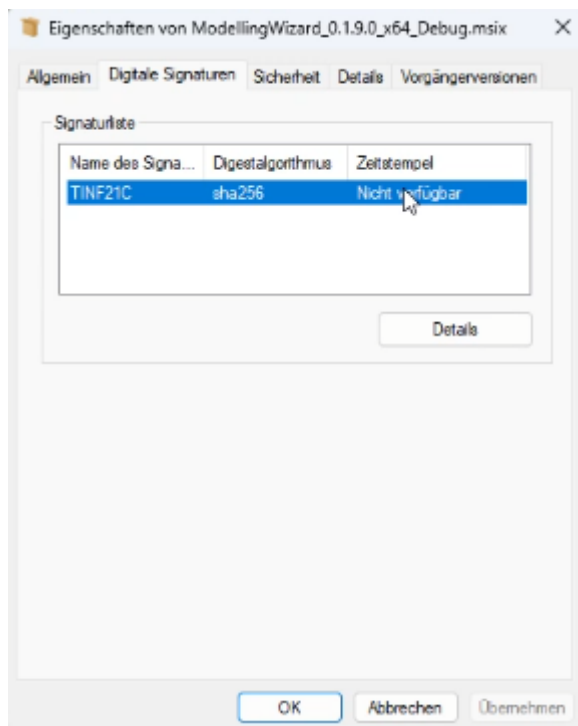 Eigenschaften von ModellingWizard_0.1.9.0_x64_Debug.msix
Allgemein Digitale Signaturen Sicherheit Details Vorgängerversionen
Signaturliste
Name des Signa... Digestalgorithmus Zeitstempel
TINF21C sha256 Nicht verfügbar
Details
OK Abbrechen Übernehmen